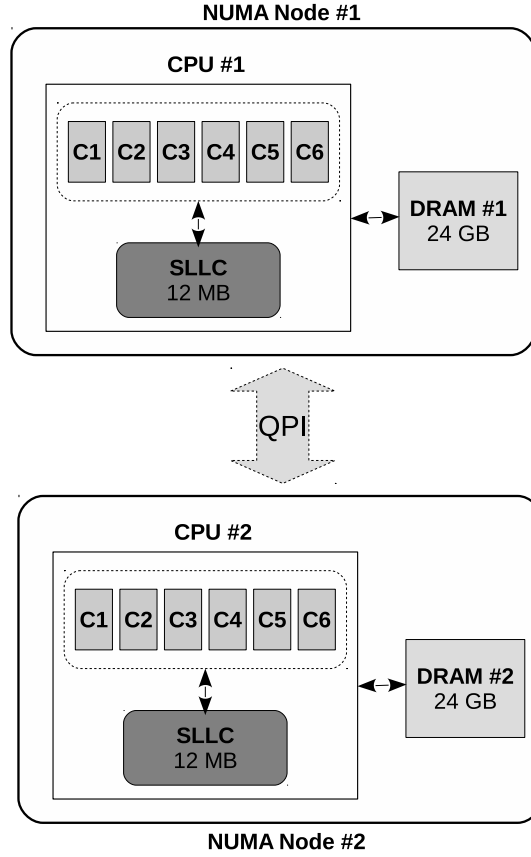 NUMA Node #1
CPU #1
C1 C2 C3 C4 C5 C6
DRAM #1
24 GB
SLLC
12 MB
QPI
CPU #2
C1 C2 C3 C4 C5 C6
DRAM #2
24 GB
SLLC
12 MB
NUMA Node #2